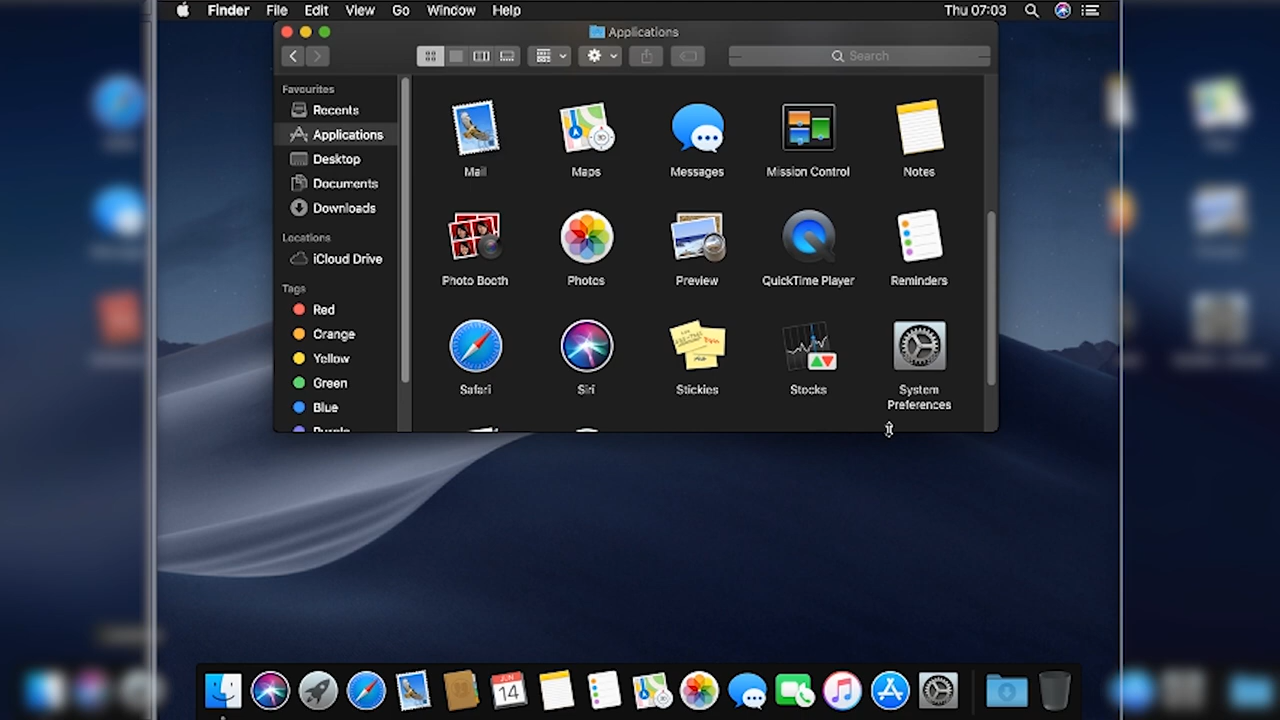 Finder File Edit View Go Window Help Thu 07:03
Applications
Search
Favourites
Recents
Applications
Desktop
Documents
Downloads
Locations
iCloud Drive
Tags
Red
Orange
Yellow
Green
Blue
Mail Maps Messages Mission Control Notes
Photo Booth Photos Preview QuickTime Player Reminders
Safari Siri Stickies Stocks System
Preferences
JUN
14